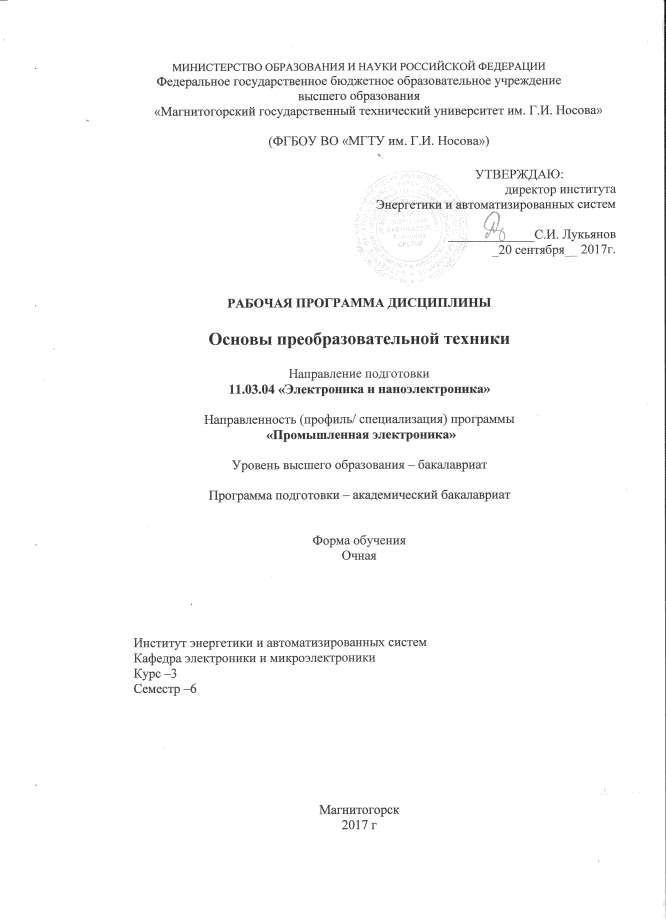 МИНИСТЕРСТВО ОБРАЗОВАНИЯ И НАУКИ РОССИЙСКОЙ ФЕДЕРАЦИИ
Федеральное государственное бюджетное образовательное учреждение
высшего образования
«Магнитогорский государственный технический университет им. Г.И. Носова»
(ФГБОУ ВО «МГТУ им. Г.И. Носова»)
УТВЕРЖДАЮ:
директор института
Энергетики и автоматизированных систем
_____________С.И. Лукьянов
_20 сентября__ 2017г.
РАБОЧАЯ ПРОГРАММА ДИСЦИПЛИНЫ
Основы преобразовательной техники
Направление подготовки
11.03.04 «Электроника и наноэлектроника»
Направленность (профиль/ специализация) программы
«Промышленная электроника»
Уровень высшего образования – бакалавриат
Программа подготовки – академический бакалавриат
Форма обучения
Очная
Институт энергетики и автоматизированных систем
Кафедра электроники и микроэлектроники
Курс –3
Семестр –6
Магнитогорск
2017 г